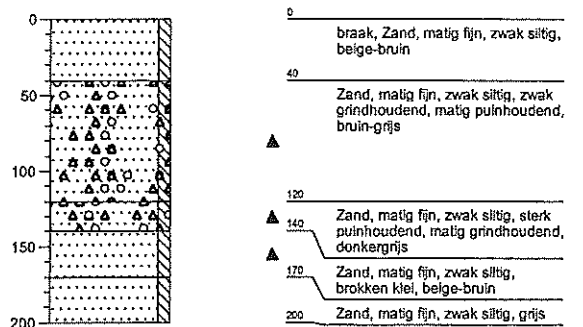 0
50
100
150
200
0
braak, Zand, matig fijn, zwak siltig,
beige-bruin
40
Zand, matig fijn, zwak siltig, zwak
grindhoudend, matig puinhoudend,
bruin-grijs
120
Zand, matig fijn, zwak siltig, sterk
puinhoudend, matig grindhoudend,
donkergrijs
140
170
Zand, matig fijn, zwak siltig,
brokken klei, beige-bruin
200
Zand, matig fijn, zwak siltig, grijs